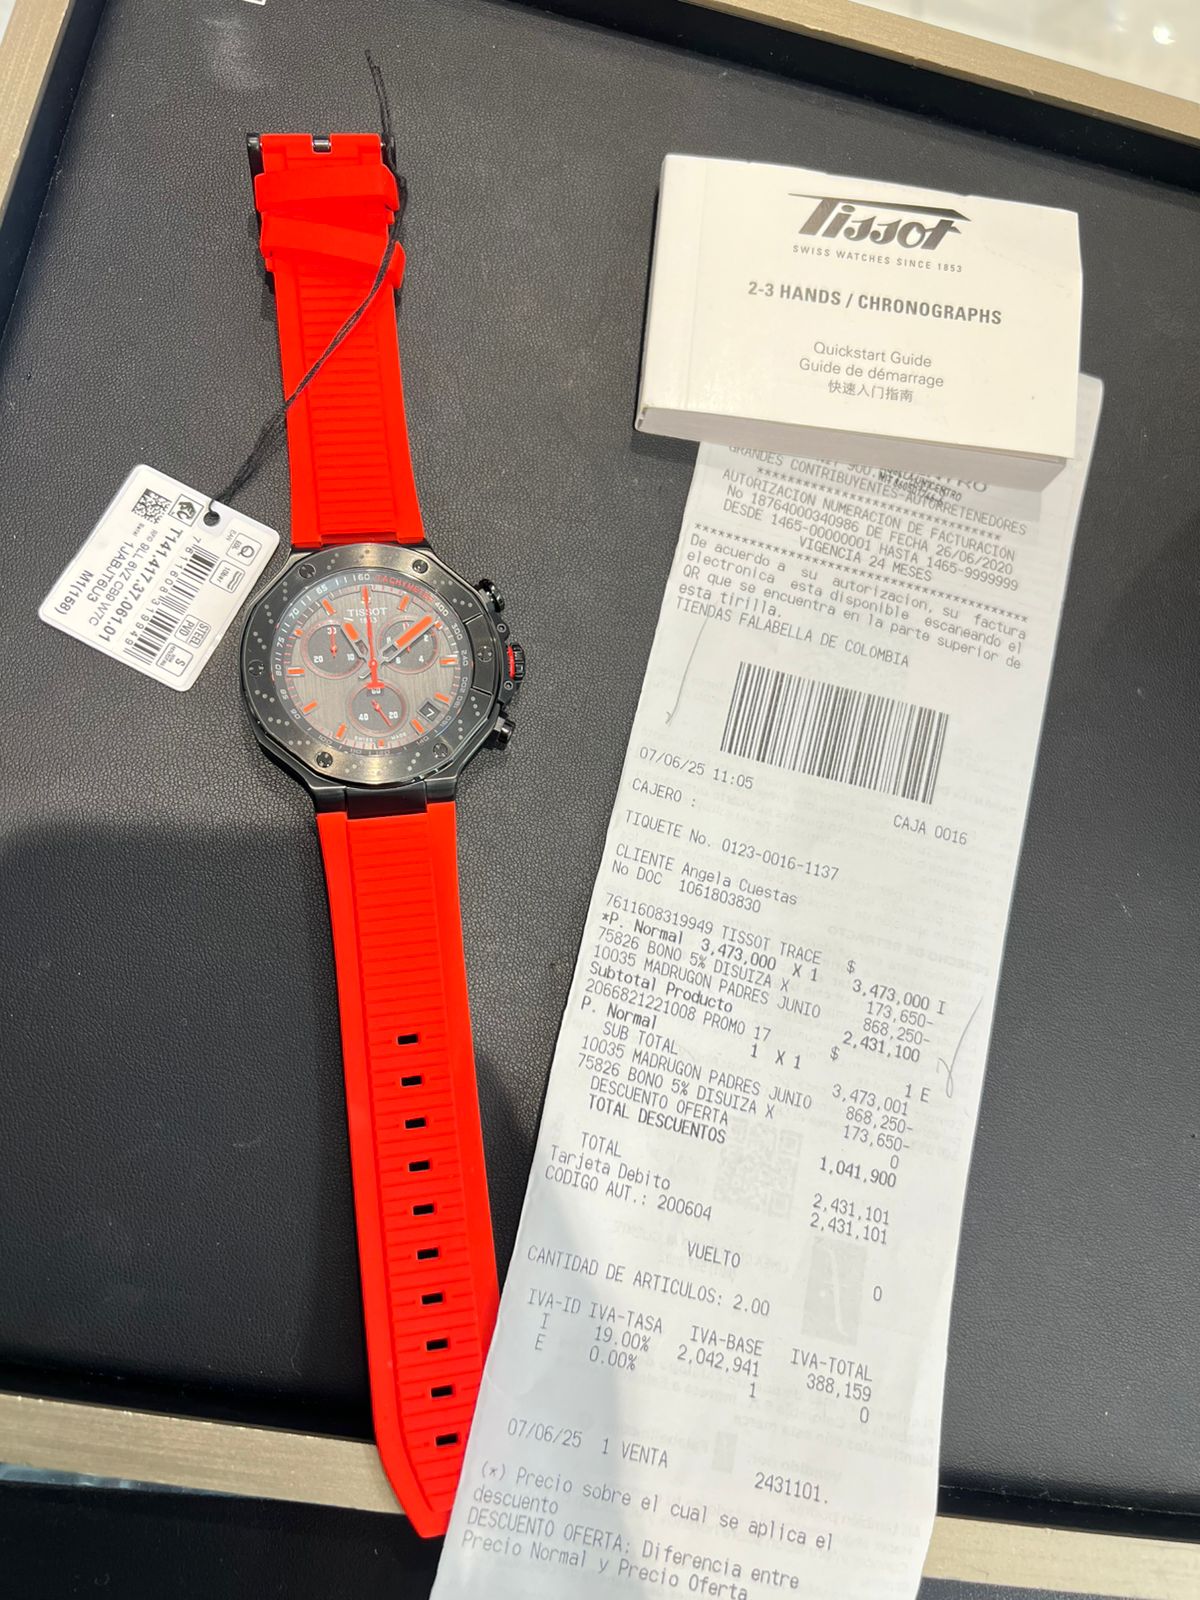 Tissot
SWISS WATCHES SINCE 1853
2-3 HANDS / CHRONOGRAPHS
Quickstart Guide
Guide de démarrage
快速入门指南
GRANDES CONTRIBUYENTES-AUTORRETENEDORES
*********************************
AUTORIZACION NUMERACION DE FACTURACIÓN
No 18764000340986 DE FECHA 26/06/2020
DESDE 1465-00000001 HASTA 1465-9999999
VIGENCIA 24 MESES
*********************************
De acuerdo a su autorizacion, su factura
electronica esta disponible escaneando el
QR que se encuentra en la parte superior de
esta tirilla.
TIENDAS FALABELLA DE COLOMBIA
07/06/25 11:05
CAJERO :
CAJA 0016
TIQUETE No. 0123-0016-1137
CLIENTE Angela Cuestas
No DOC 1061803830
7611608319949 TISSOT TRACE $
*P. Normal 3,473,000 X 1 3,473,000 I
75826 BONO 5% DISUIZA X 173,650-
10035 MADRUGON PADRES JUNIO 868,250-
Subtotal Producto 2,431,100
2066821221008 PROMO 17 $
P. Normal 1 X 1 1 E
SUB TOTAL 3,473,001
10035 MADRUGON PADRES JUNIO 868,250-
75826 BONO 5% DISUIZA X 173,650-
DESCUENTO OFERTA 0
TOTAL DESCUENTOS 1,041,900
TOTAL 2,431,101
Tarjeta Debito 2,431,101
CODIGO AUT.: 200604
VUELTO 0
CANTIDAD DE ARTICULOS: 2.00
IVA-ID IVA-TASA IVA-BASE IVA-TOTAL
I 19.00% 2,042,941 388,159
E 0.00% 1 0
07/06/25 1 VENTA 2431101.
(*) Precio sobre el cual se aplica el
descuento
DESCUENTO OFERTA: Diferencia entre
Precio Normal y Precio Oferta
T141.417.37.061.01
1JABJT6BU3
M1(158)
7611608319949
STEEL
PVD
S
TACHYMETRE
TISSOT
1853
7